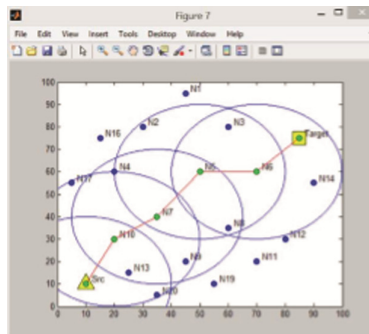 Figure 7
File Edit View Insert Tools Desktop Window Help
100
90
80
70
60
50
40
30
20
10
0
N1
N2
N3
N16
Target
N4
N5
N6
N17
N14
N7
N8
N10
N12
N9
N11
N13
Src
N19
N20
0 10 20 30 40 50 60 70 80 90 100